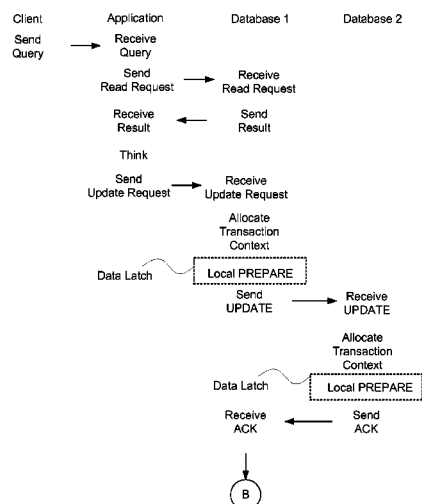 Client Application Database 1 Database 2
Send Query
Receive Query
Send Read Request
Receive Read Request
Receive Result
Send Result
Think
Send Update Request
Receive Update Request
Allocate Transaction Context
Data Latch
Local PREPARE
Send UPDATE
Receive UPDATE
Allocate Transaction Context
Data Latch
Local PREPARE
Receive ACK
Send ACK
B